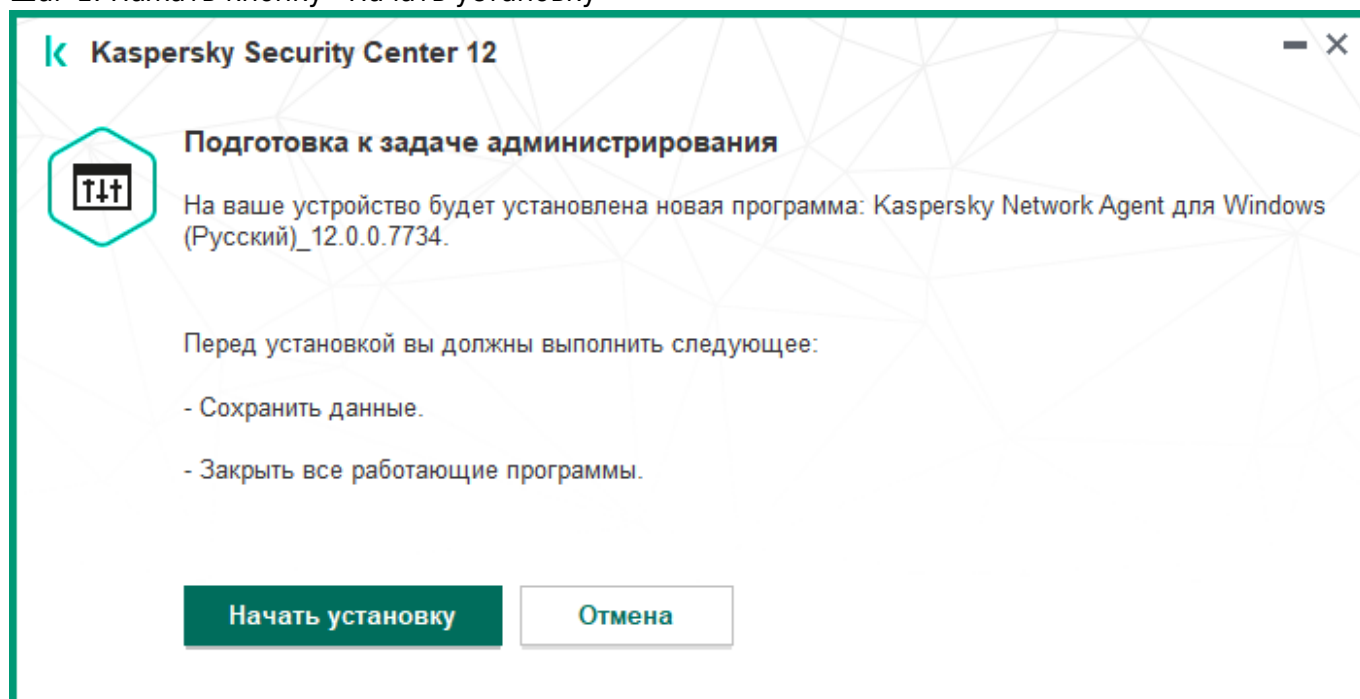 Kaspersky Security Center 12
Подготовка к задаче администрирования
На ваше устройство будет установлена новая программа: Kaspersky Network Agent для Windows
(Русский)_12.0.0.7734.
Перед установкой вы должны выполнить следующее:
- Сохранить данные.
- Закрыть все работающие программы.
Начать установку
Отмена